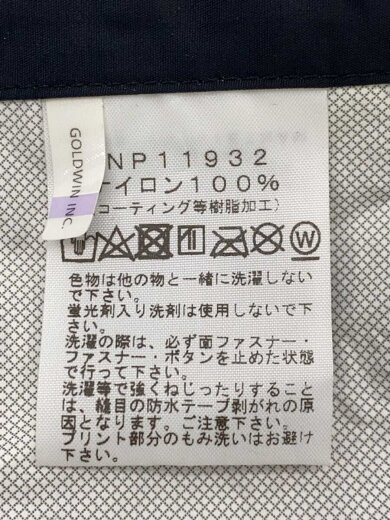 GOLDWIN INC.
NP11932
ナイロン100%
コーティング等樹脂加工）
W
色物は他の物と一緒に洗濯しない
で下さい。
蛍光剤入り洗剤は使用しないで下
さい。
洗濯の際は、必ず面ファスナー・
ファスナー・ボタンを止めた状態
で行って下さい。
洗濯等で強くねじったりすること
は、縫目の防水テープ剥がれの原
因となります。
プリント部分のもみ洗いはお避け
下さい。